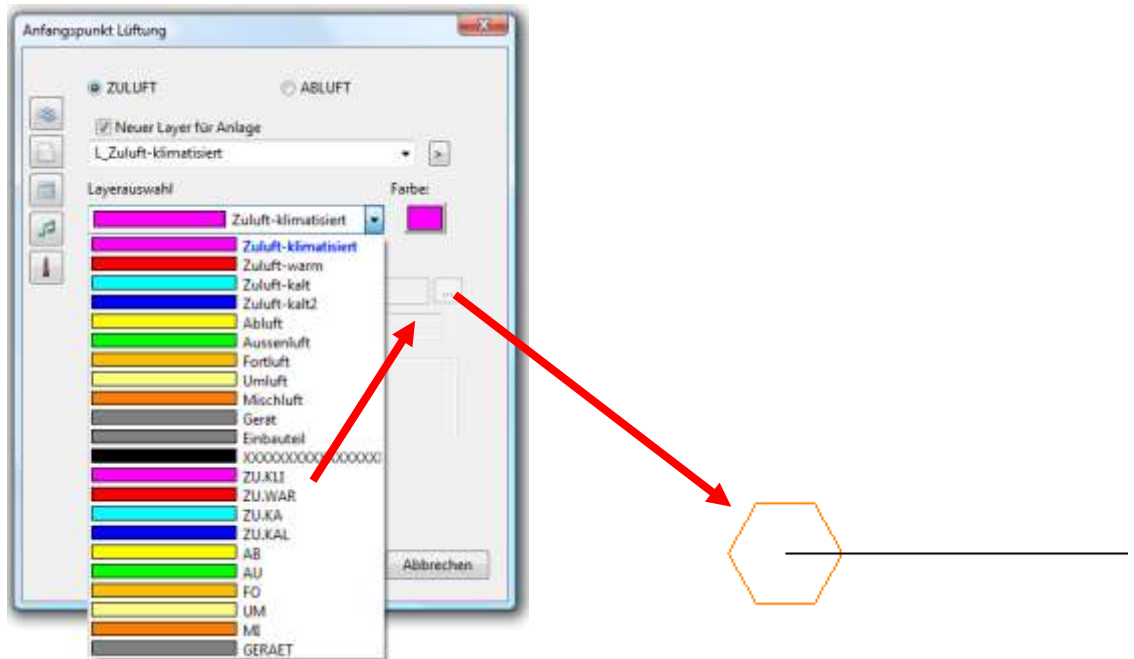 Anfangspunkt Lüftung
ZULUFT ABLUFT
Neuer Layer für Anlage
L_Zuluft-klimatisiert >
Layerauswahl Farbe:
Zuluft-klimatisiert
Zuluft-klimatisiert
Zuluft-warm
Zuluft-kalt
...
Zuluft-kalt2
Abluft
Aussenluft
Fortluft
Umluft
Mischluft
Gerät
Einbauteil
XXXXXXXXXXXXXXXXX
ZU.KLI
ZU.WAR
ZU.KA
ZU.KAL
AB
Abbrechen
AU
FO
UM
MI
GERAET